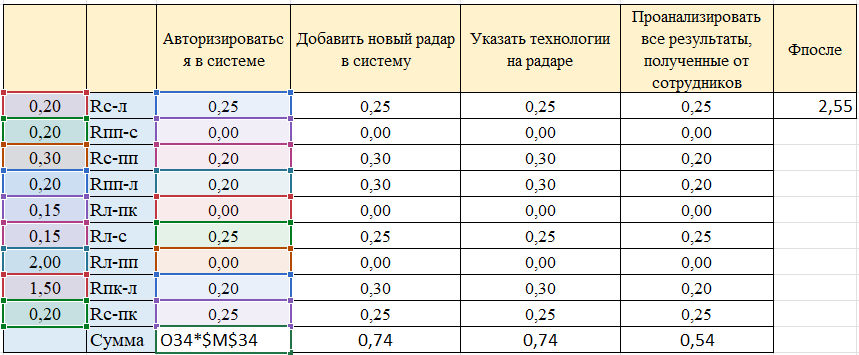 Авторизироватьс
я в системе
Добавить новый радар
в систему
Указать технологии
на радаре
Проанализировать
все результаты,
полученные от
сотрудников
Fпосле
0,20 Rс-л 0,25 0,25 0,25 0,25 2,55
0,20 Rпп-с 0,00 0,00 0,00 0,00
0,30 Rс-пп 0,20 0,30 0,30 0,20
0,20 Rпп-л 0,20 0,30 0,30 0,20
0,15 Rл-пк 0,00 0,00 0,00 0,00
0,15 Rл-с 0,25 0,25 0,25 0,25
2,00 Rл-пп 0,00 0,00 0,00 0,00
1,50 Rпк-л 0,20 0,30 0,30 0,20
0,20 Rс-пк 0,25 0,25 0,25 0,25
Сумма O34*$M$34 0,74 0,74 0,54